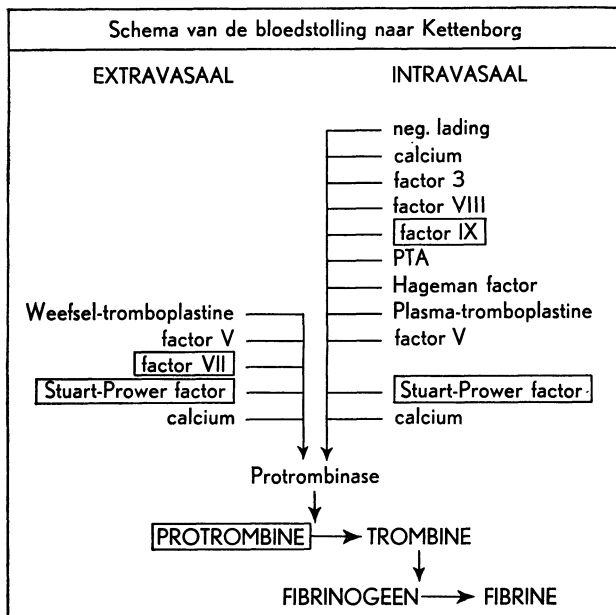 Schema van de bloedstolling naar Kettenborg
EXTRAVASAAL INTRAVASAAL
neg. lading
calcium
factor 3
factor VIII
factor IX
PTA
Hageman factor
Weefsel-tromboplastine Plasma-tromboplastine
factor V factor V
factor VII
Stuart-Prower factor Stuart-Prower factor
calcium calcium
Protrombinase
PROTROMBINE TROMBINE
FIBRINOGEEN FIBRINE